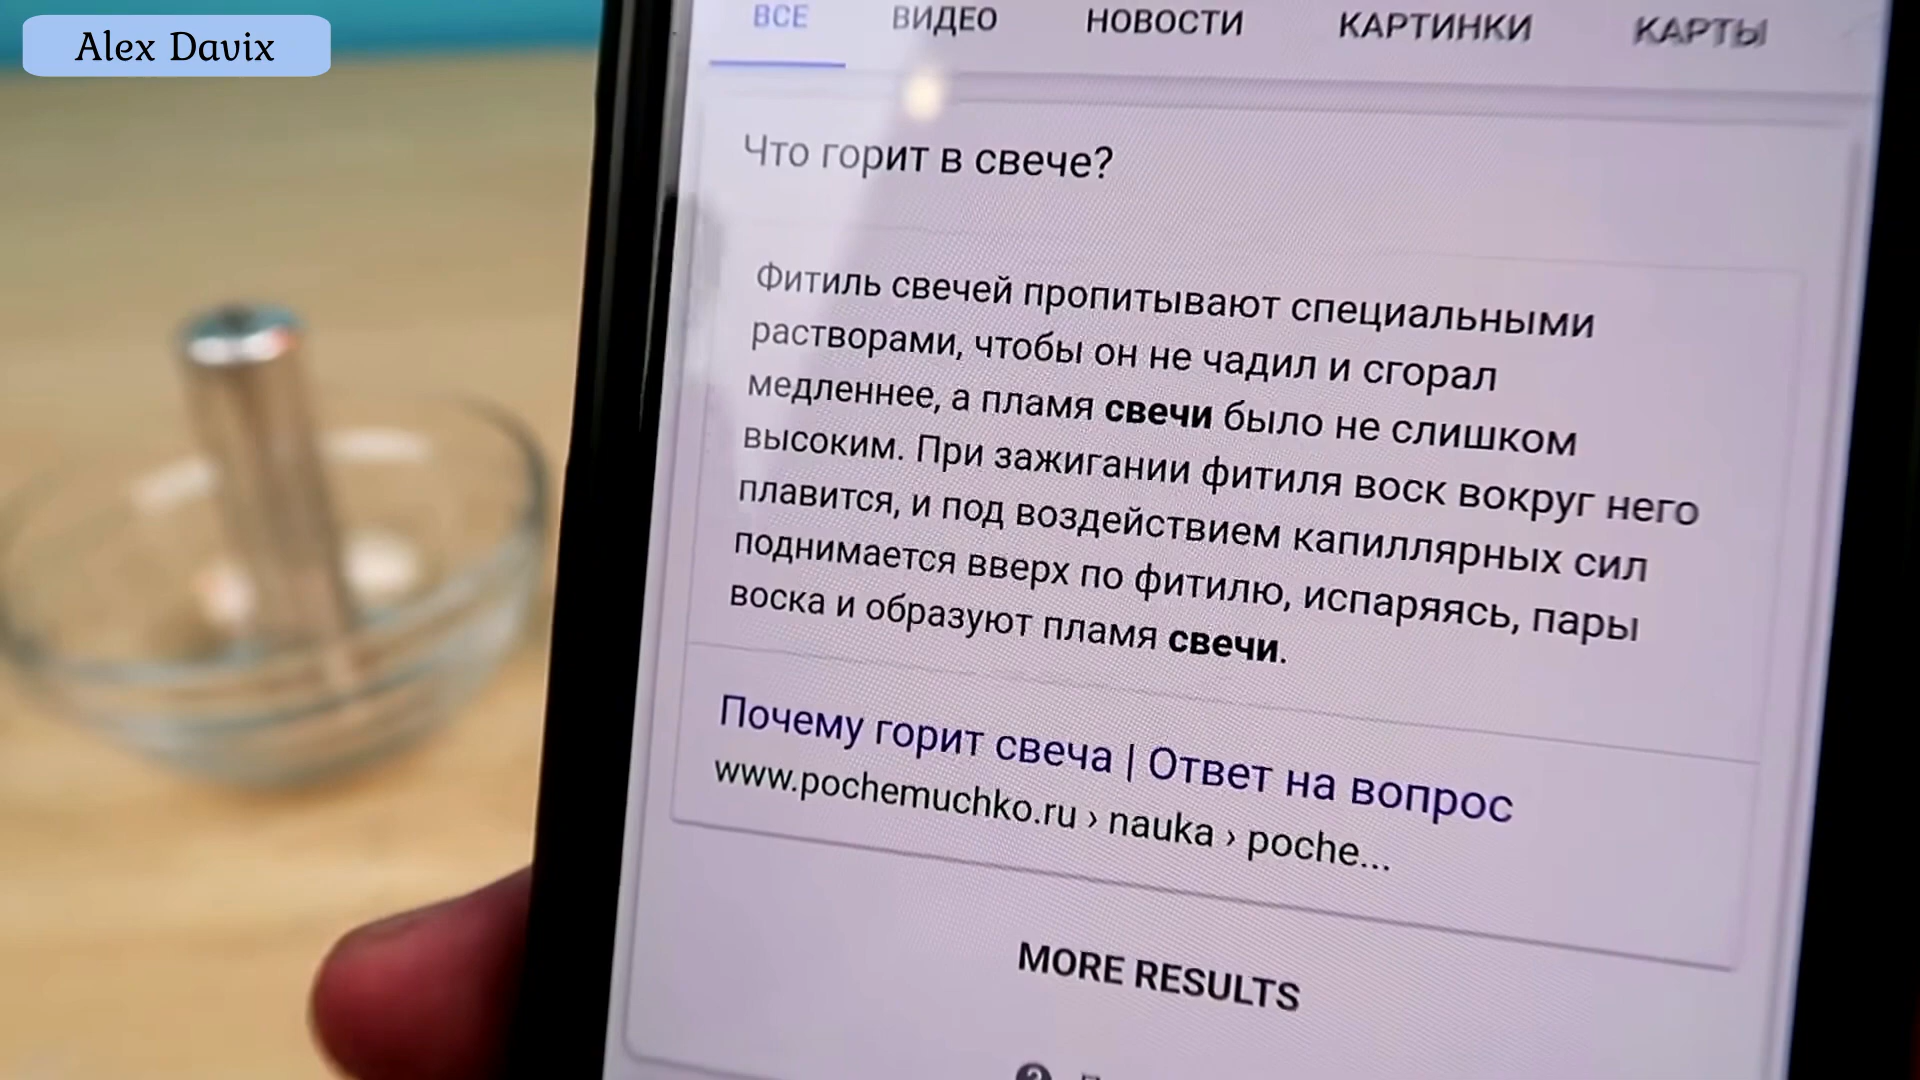 Alex Davix
ВСЕ ВИДЕО НОВОСТИ КАРТИНКИ КАРТЫ
Что горит в свече?
Фитиль свечей пропитывают специальными
растворами, чтобы он не чадил и сгорал
медленнее, а пламя свечи было не слишком
высоким. При зажигании фитиля воск вокруг него
плавится, и под воздействием капиллярных сил
поднимается вверх по фитилю, испаряясь, пары
воска и образуют пламя свечи.
Почему горит свеча | Ответ на вопрос
www.pochemuchko.ru › nauka › poche...
MORE RESULTS